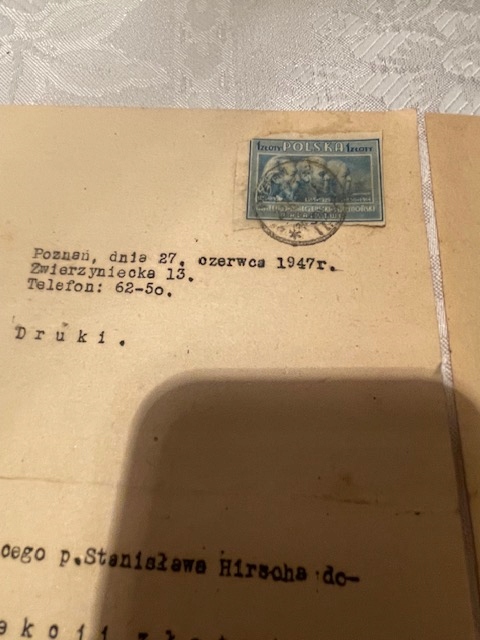 1 ZŁOTY POLSKA 1 ZŁOTY
Poznań, dnia 27. czerwca 1947r.
Zwierzyniecka 13.
Telefon: 62-5o.
D r u k i .
cego p.Stanisława Hirscha do-